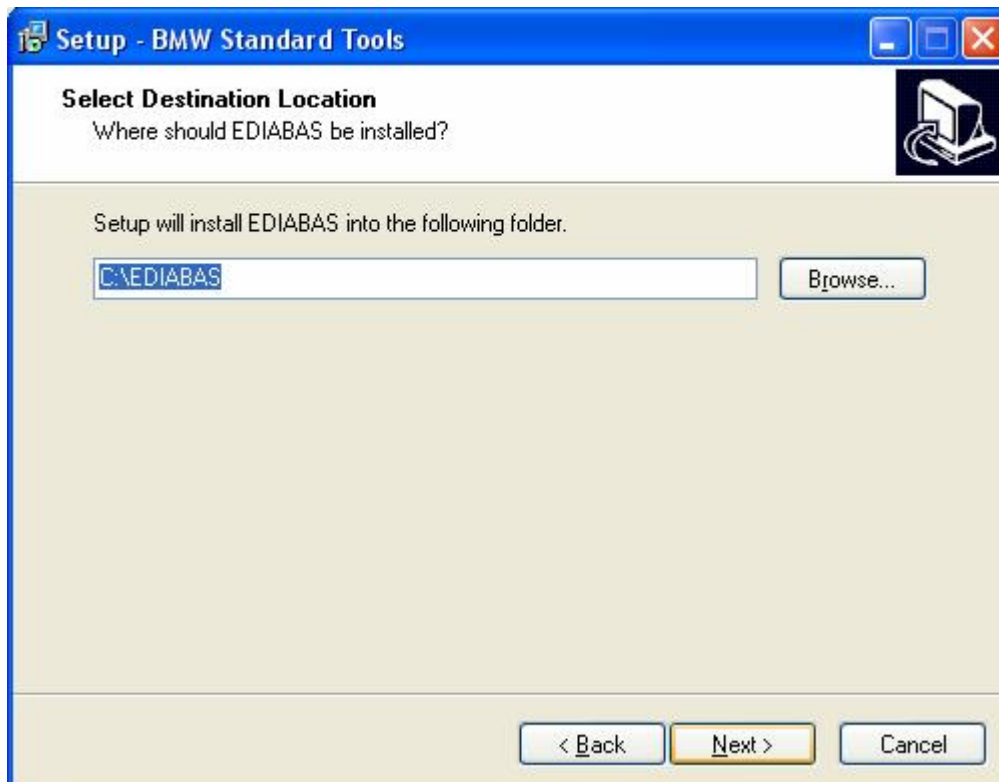 Setup - BMW Standard Tools
Select Destination Location
Where should EDIABAS be installed?
Setup will install EDIABAS into the following folder.
C:\EDIABAS
Browse...
< Back
Next >
Cancel